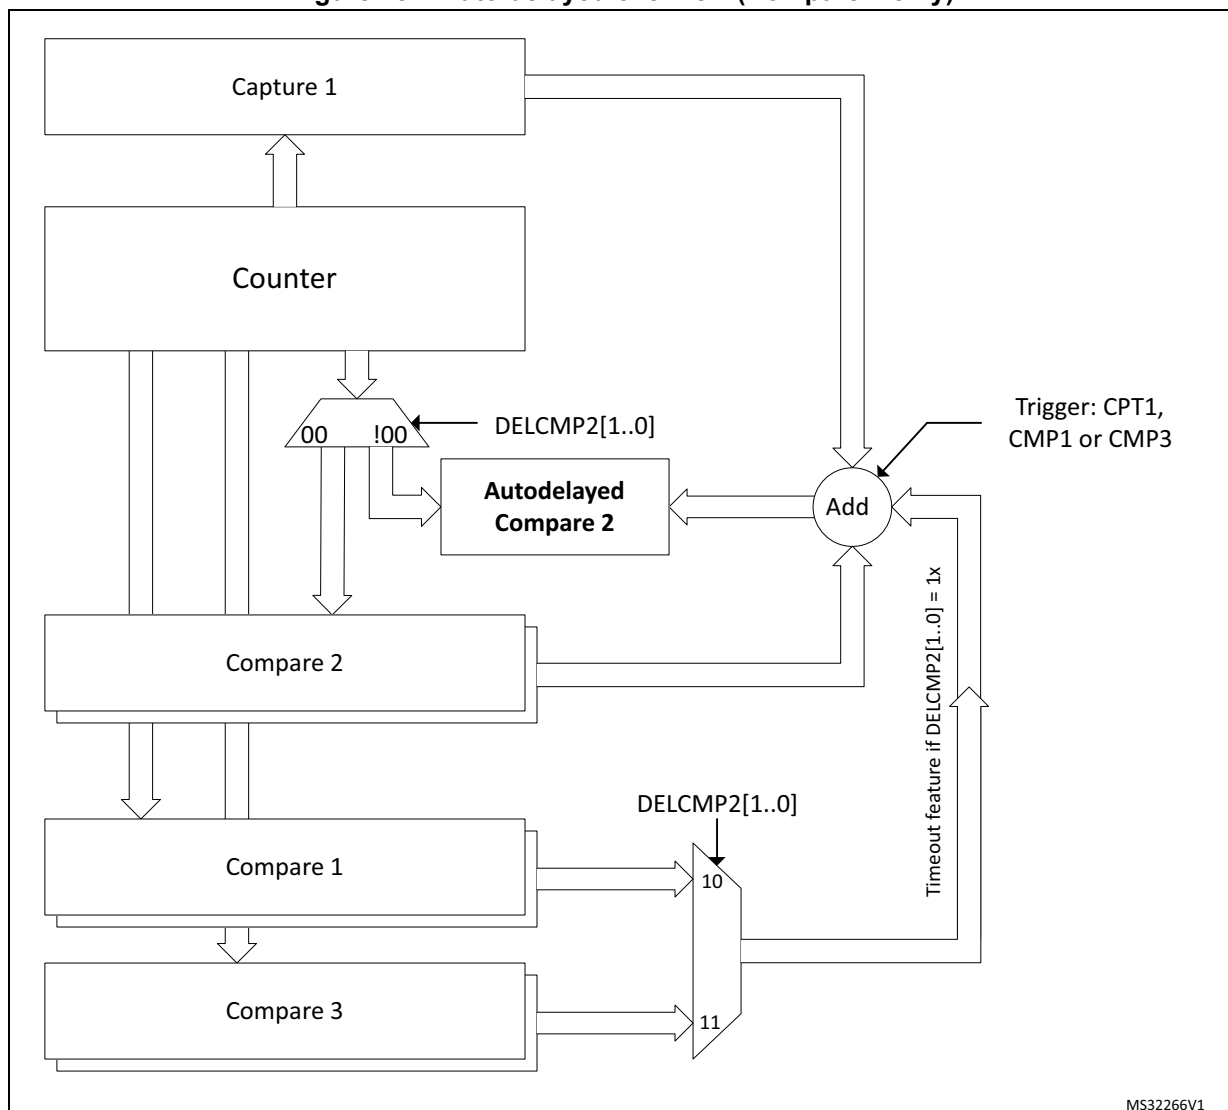 Capture 1
Counter
00 !00
DELCMP2[1..0]
Trigger: CPT1,
CMP1 or CMP3
Autodelayed
Compare 2
Add
Compare 2
Timeout feature if DELCMP2[1..0] = 1x
DELCMP2[1..0]
Compare 1
10
Compare 3
11
MS32266V1